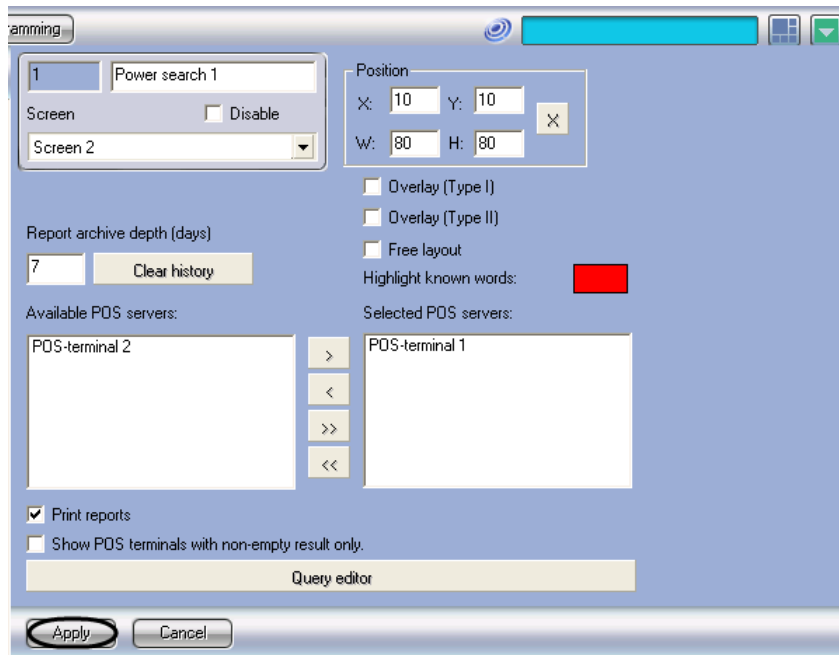 ramming
1 Power search 1
Screen Disable
Screen 2
Position
X: 10 Y: 10
X
W: 80 H: 80
Overlay (Type I)
Overlay (Type II)
Free layout
Highlight known words:
Report archive depth (days)
7 Clear history
Available POS servers:
POS-terminal 2
>
<
>>
<<
Selected POS servers:
POS-terminal 1
Print reports
Show POS terminals with non-empty result only.
Query editor
Apply Cancel